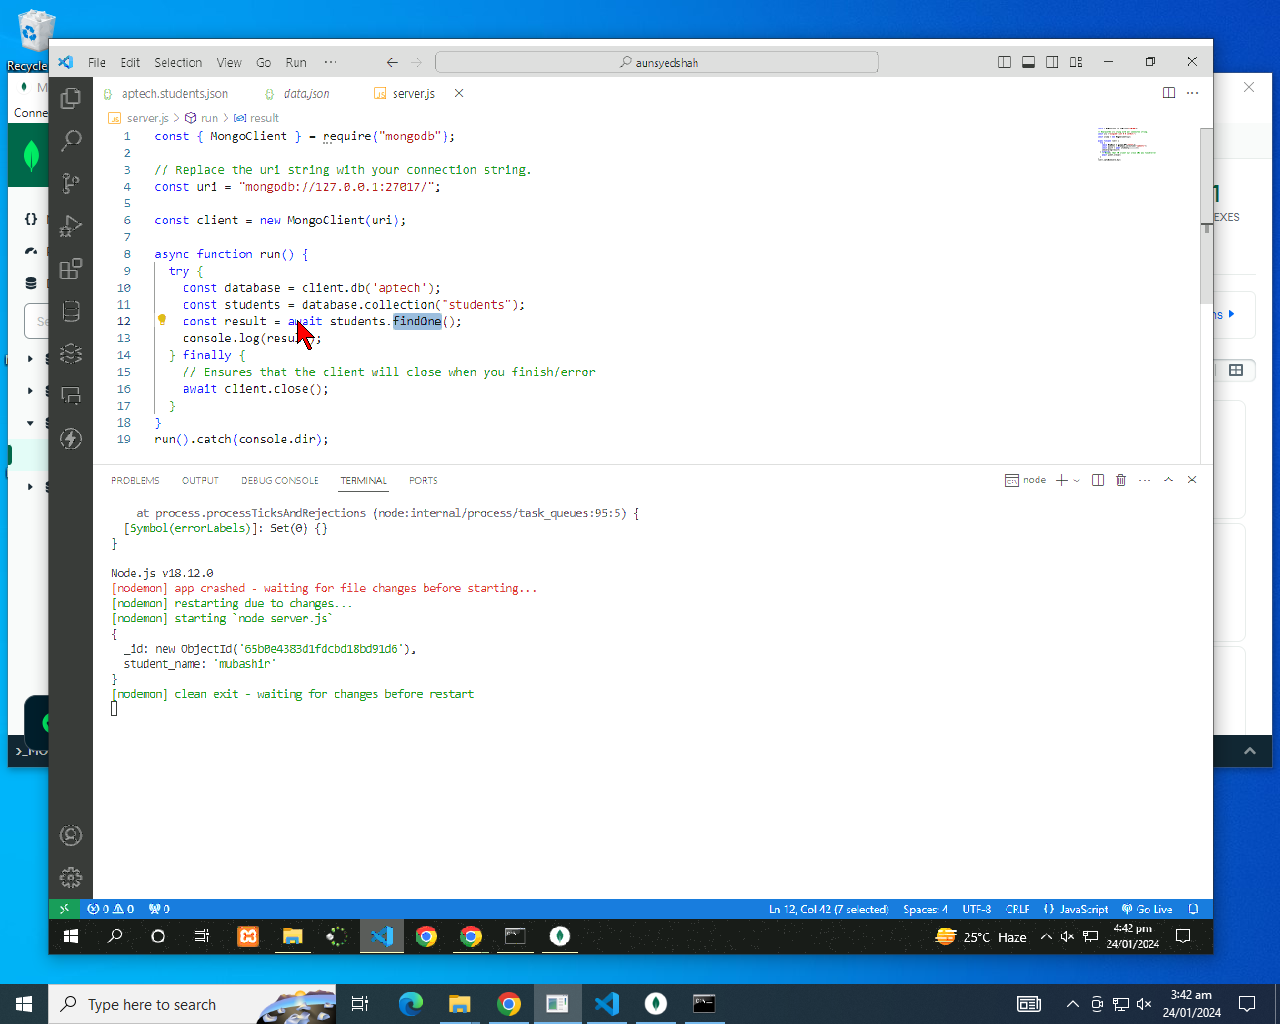 Recycle
Conne
File Edit Selection View Go Run ··· aunsyedshah
aptech.students.json data.json server.js
server.js > run > result
1 const { MongoClient } = require("mongodb");
2
3 // Replace the uri string with your connection string.
4 const uri = "mongodb://127.0.0.1:27017/";
5
6 const client = new MongoClient(uri);
7
8 async function run() {
9 try {
10 const database = client.db('aptech');
11 const students = database.collection("students");
12 const result = await students.findOne();
13 console.log(result);
14 } finally {
15 // Ensures that the client will close when you finish/error
16 await client.close();
17 }
18 }
19 run().catch(console.dir);
EXES
PROBLEMS OUTPUT DEBUG CONSOLE TERMINAL PORTS node
at process.processTicksAndRejections (node:internal/process/task_queues:95:5) {
[Symbol(errorLabels)]: Set(0) {}
}
Node.js v18.12.0
[nodemon] app crashed - waiting for file changes before starting...
[nodemon] restarting due to changes...
[nodemon] starting `node server.js`
{
_id: new ObjectId('65b0e4383d1fdcbd18bd91d6'),
student_name: 'mubashir'
}
[nodemon] clean exit - waiting for changes before restart
>_MO
0 0 0 Ln 12, Col 42 (7 selected) Spaces: 4 UTF-8 CRLF {} JavaScript Go Live
25°C Haze 4:42 pm
24/01/2024
Type here to search 3:42 am
24/01/2024